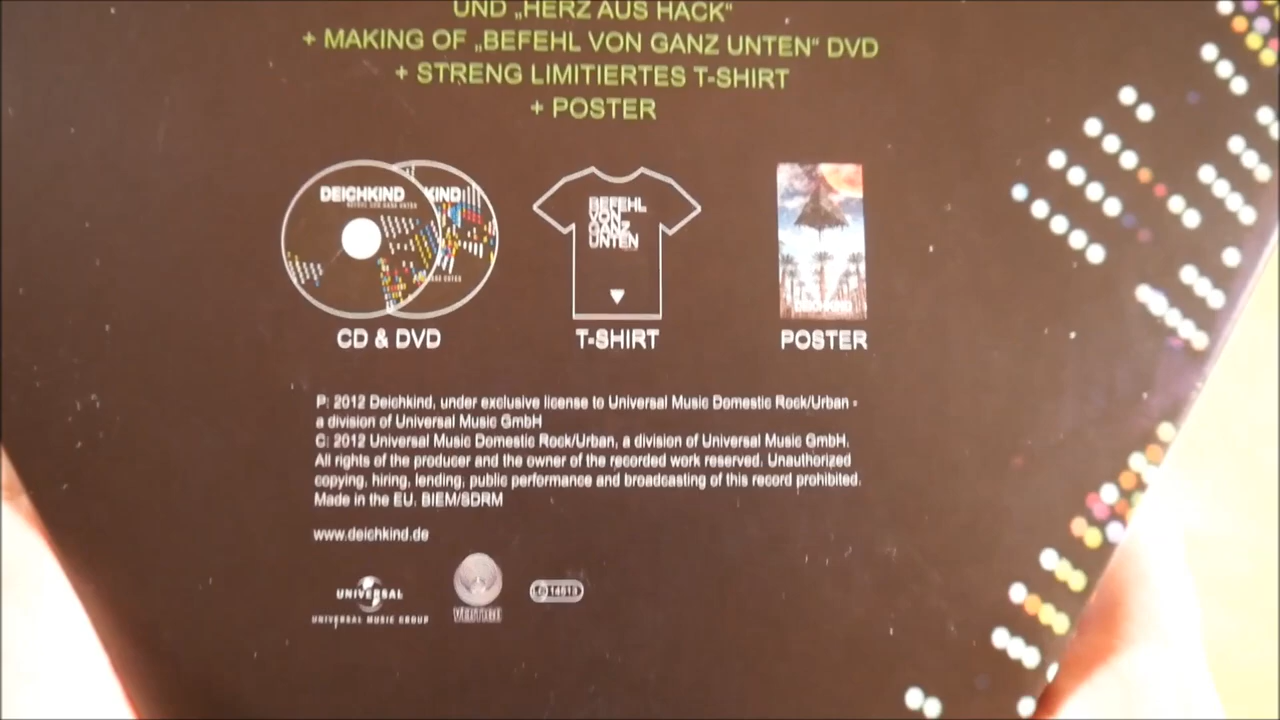 UND „HERZ AUS HACK“
+ MAKING OF „BEFEHL VON GANZ UNTEN“ DVD
+ STRENG LIMITIERTES T-SHIRT
+ POSTER
DEICHKIND
KIND
BEFEHL
VON
GANZ
UNTEN
DEICHKIND
CD & DVD
T-SHIRT
POSTER
P: 2012 Deichkind, under exclusive license to Universal Music Domestic Rock/Urban -
a division of Universal Music GmbH
C: 2012 Universal Music Domestic Rock/Urban, a division of Universal Music GmbH.
All rights of the producer and the owner of the recorded work reserved. Unauthorized
copying, hiring, lending, public performance and broadcasting of this record prohibited.
Made in the EU. BIEM/SDRM
www.deichkind.de
UNIVERSAL
UNIVERSAL MUSIC GROUP
VERTIGO